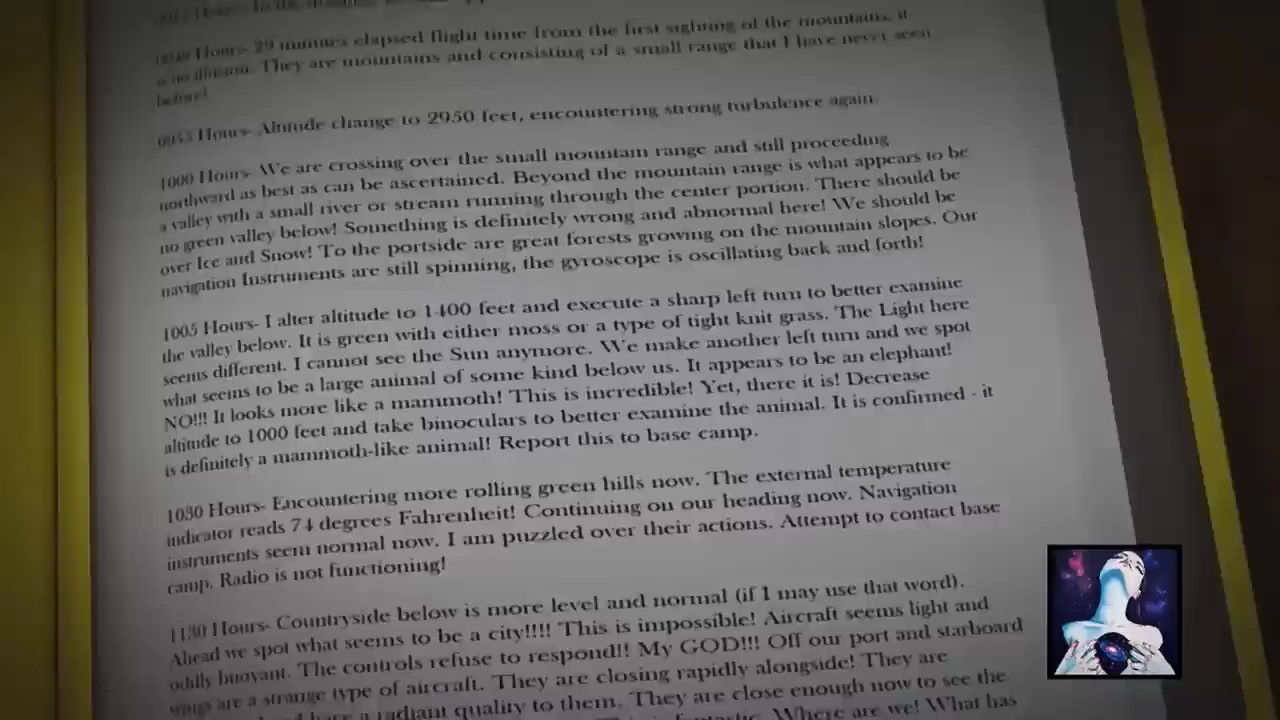 Hours- 29 minutes elapsed flight time from the first sighting of the mountains, it
is no illusion. They are mountains and consisting of a small range that I have never seen
before!
0955 Hours- Altitude change to 2950 feet, encountering strong turbulence again.
1000 Hours- We are crossing over the small mountain range and still proceeding
northward as best as can be ascertained. Beyond the mountain range is what appears to be
a valley with a small river or stream running through the center portion. There should be
no green valley below! Something is definitely wrong and abnormal here! We should be
over Ice and Snow! To the portside are great forests growing on the mountain slopes. Our
navigation Instruments are still spinning, the gyroscope is oscillating back and forth!
1005 Hours- I alter altitude to 1400 feet and execute a sharp left turn to better examine
the valley below. It is green with either moss or a type of tight knit grass. The Light here
seems different. I cannot see the Sun anymore. We make another left turn and we spot
what seems to be a large animal of some kind below us. It appears to be an elephant!
NO!!! It looks more like a mammoth! This is incredible! Yet, there it is! Decrease
altitude to 1000 feet and take binoculars to better examine the animal. It is confirmed - it
is definitely a mammoth-like animal! Report this to base camp.
1030 Hours- Encountering more rolling green hills now. The external temperature
indicator reads 74 degrees Fahrenheit! Continuing on our heading now. Navigation
instruments seem normal now. I am puzzled over their actions. Attempt to contact base
camp. Radio is not functioning!
1130 Hours- Countryside below is more level and normal (if I may use that word).
Ahead we spot what seems to be a city!!!! This is impossible! Aircraft seems light and
oddly buoyant. The controls refuse to respond!! My GOD!!! Off our port and starboard
wings are a strange type of aircraft. They are closing rapidly alongside! They are
have a radiant quality to them. They are close enough now to see the
is fantastic. Where are we! What has